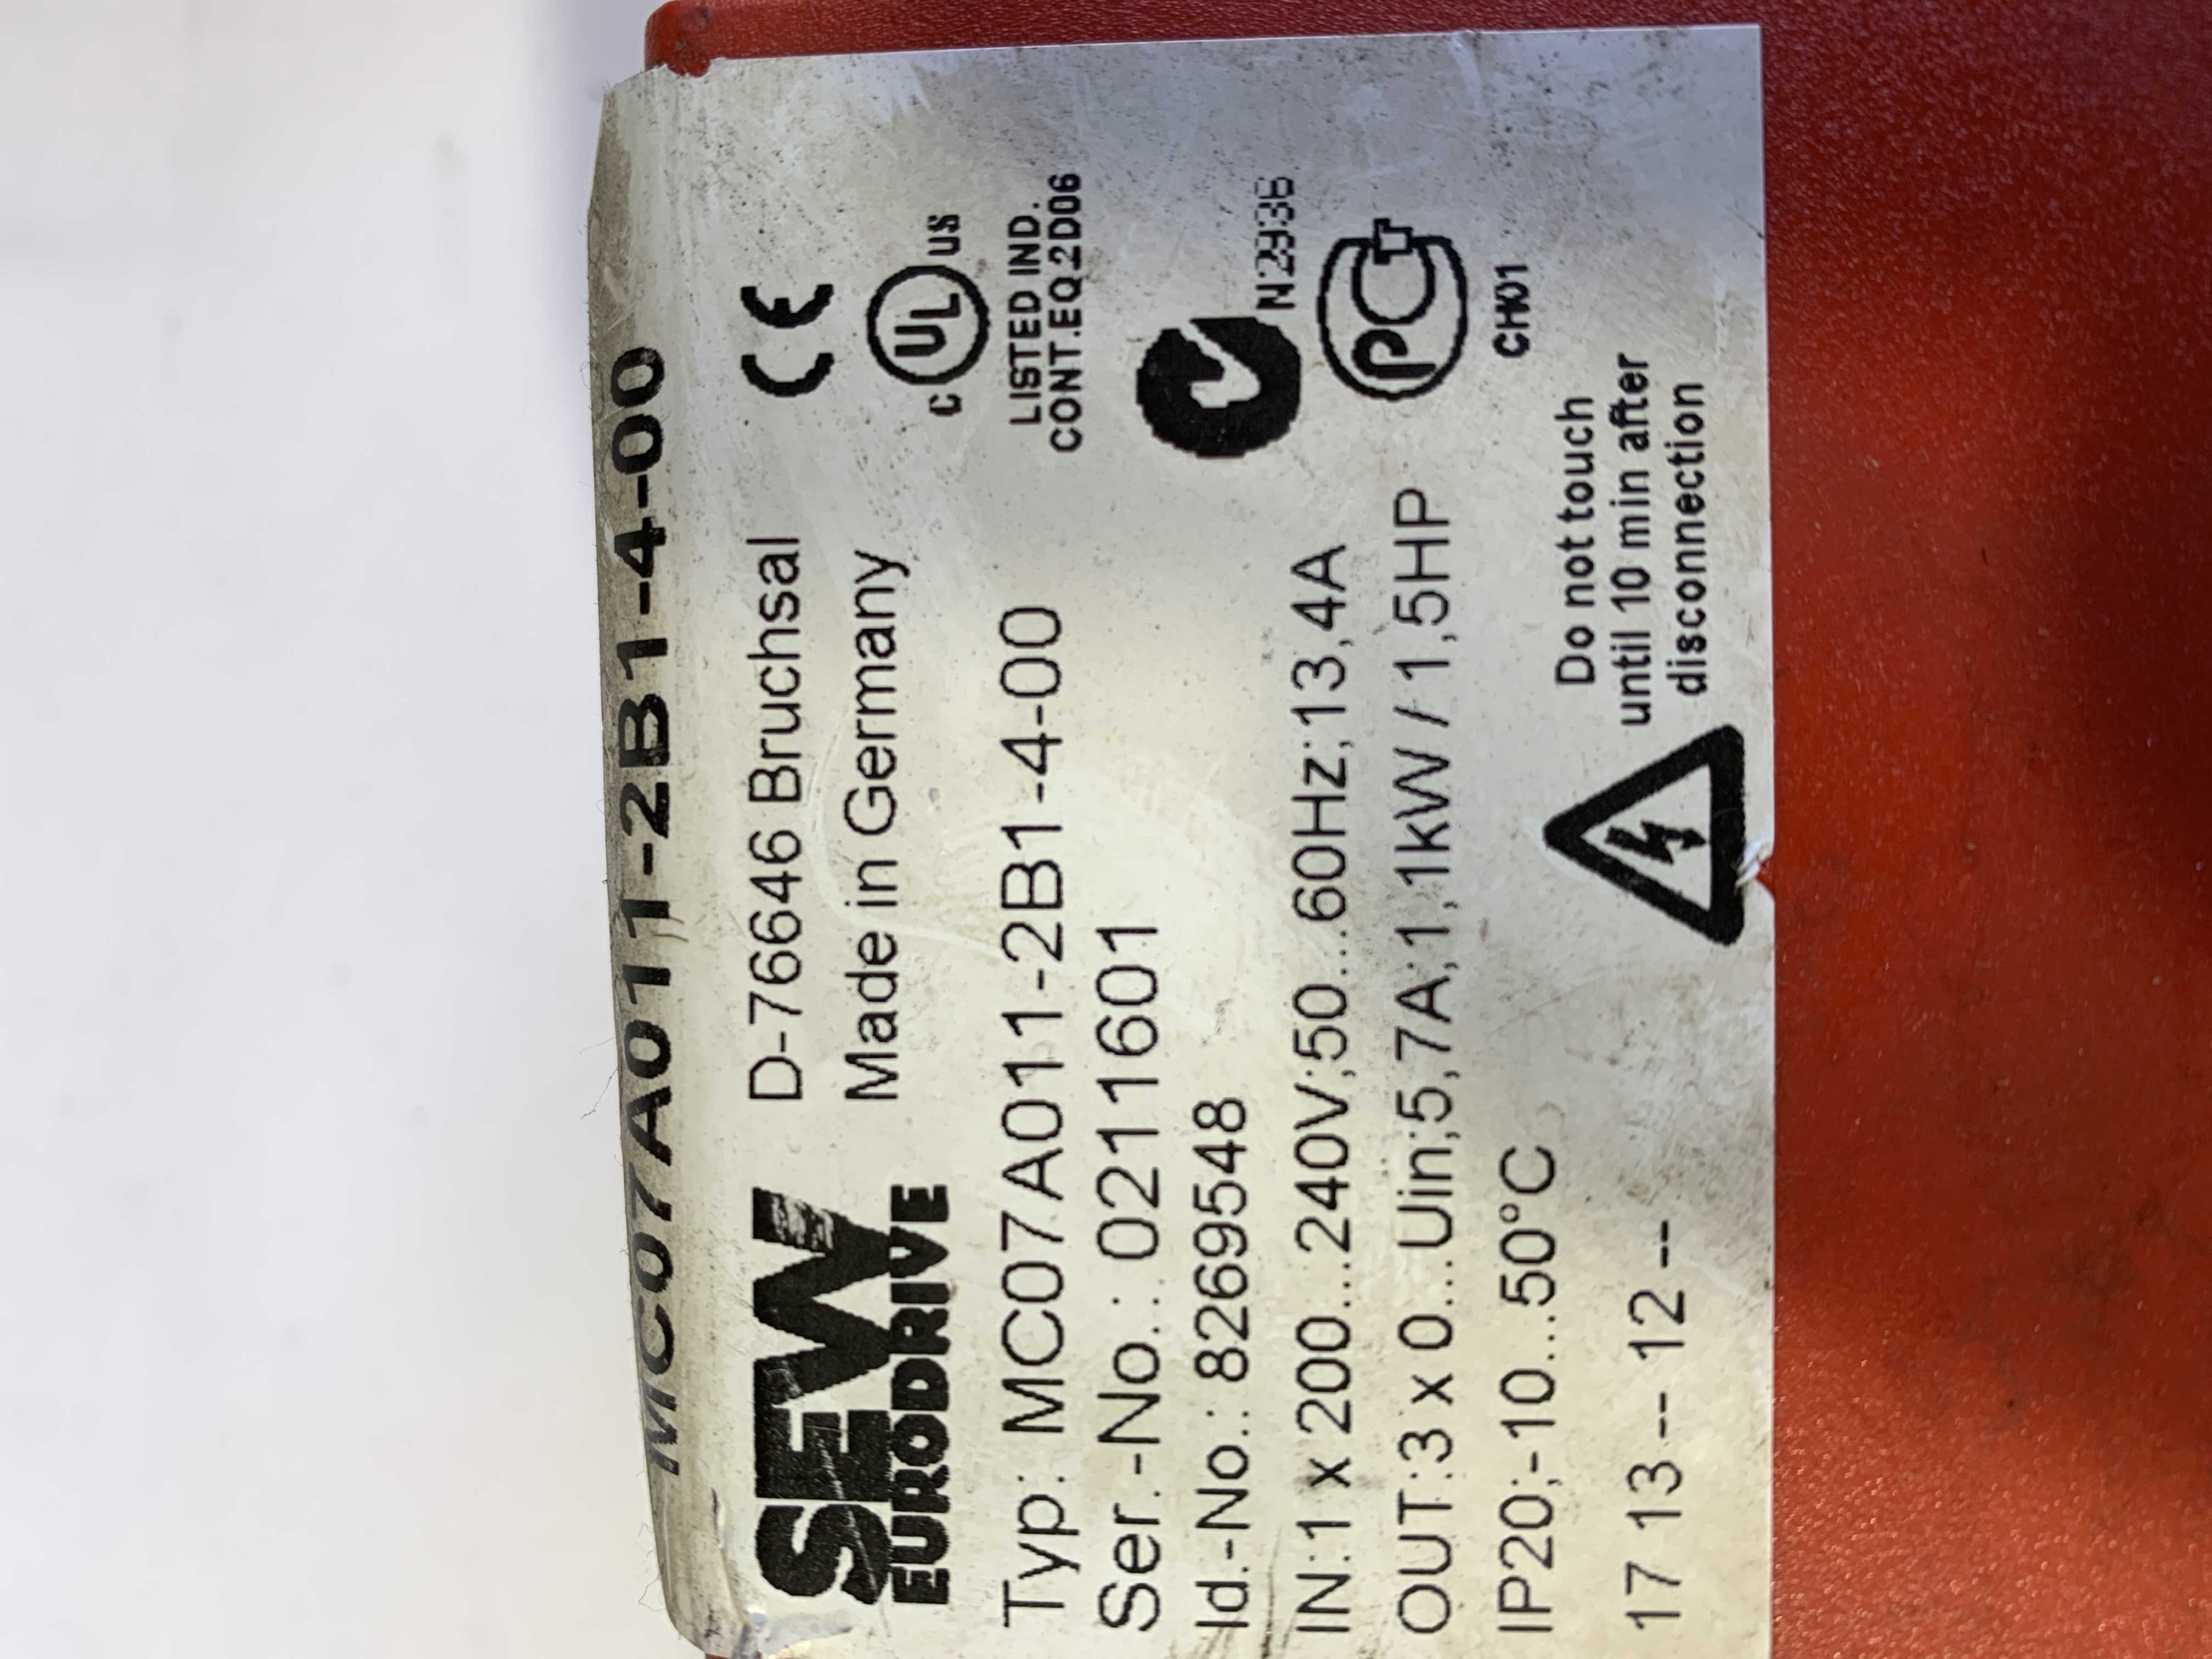 MC07A011-2B1-4-00
SEW
EURODRIVE
D-76646 Bruchsal
Made in Germany
CE
C UL US
LISTED IND.
CONT.EQ.2D06
Typ: MC07A011-2B1-4-00
Ser.-No.: 0211601
Id.-No.: 8269548
N2936
IN:1 x 200...240V;50...60Hz;13,4A
OUT:3 x 0...Uin;5,7A;1,1kW / 1,5HP
PCT
CH01
IP20;-10...50°C
Do not touch
until 10 min after
disconnection
17 13 -- 12 --